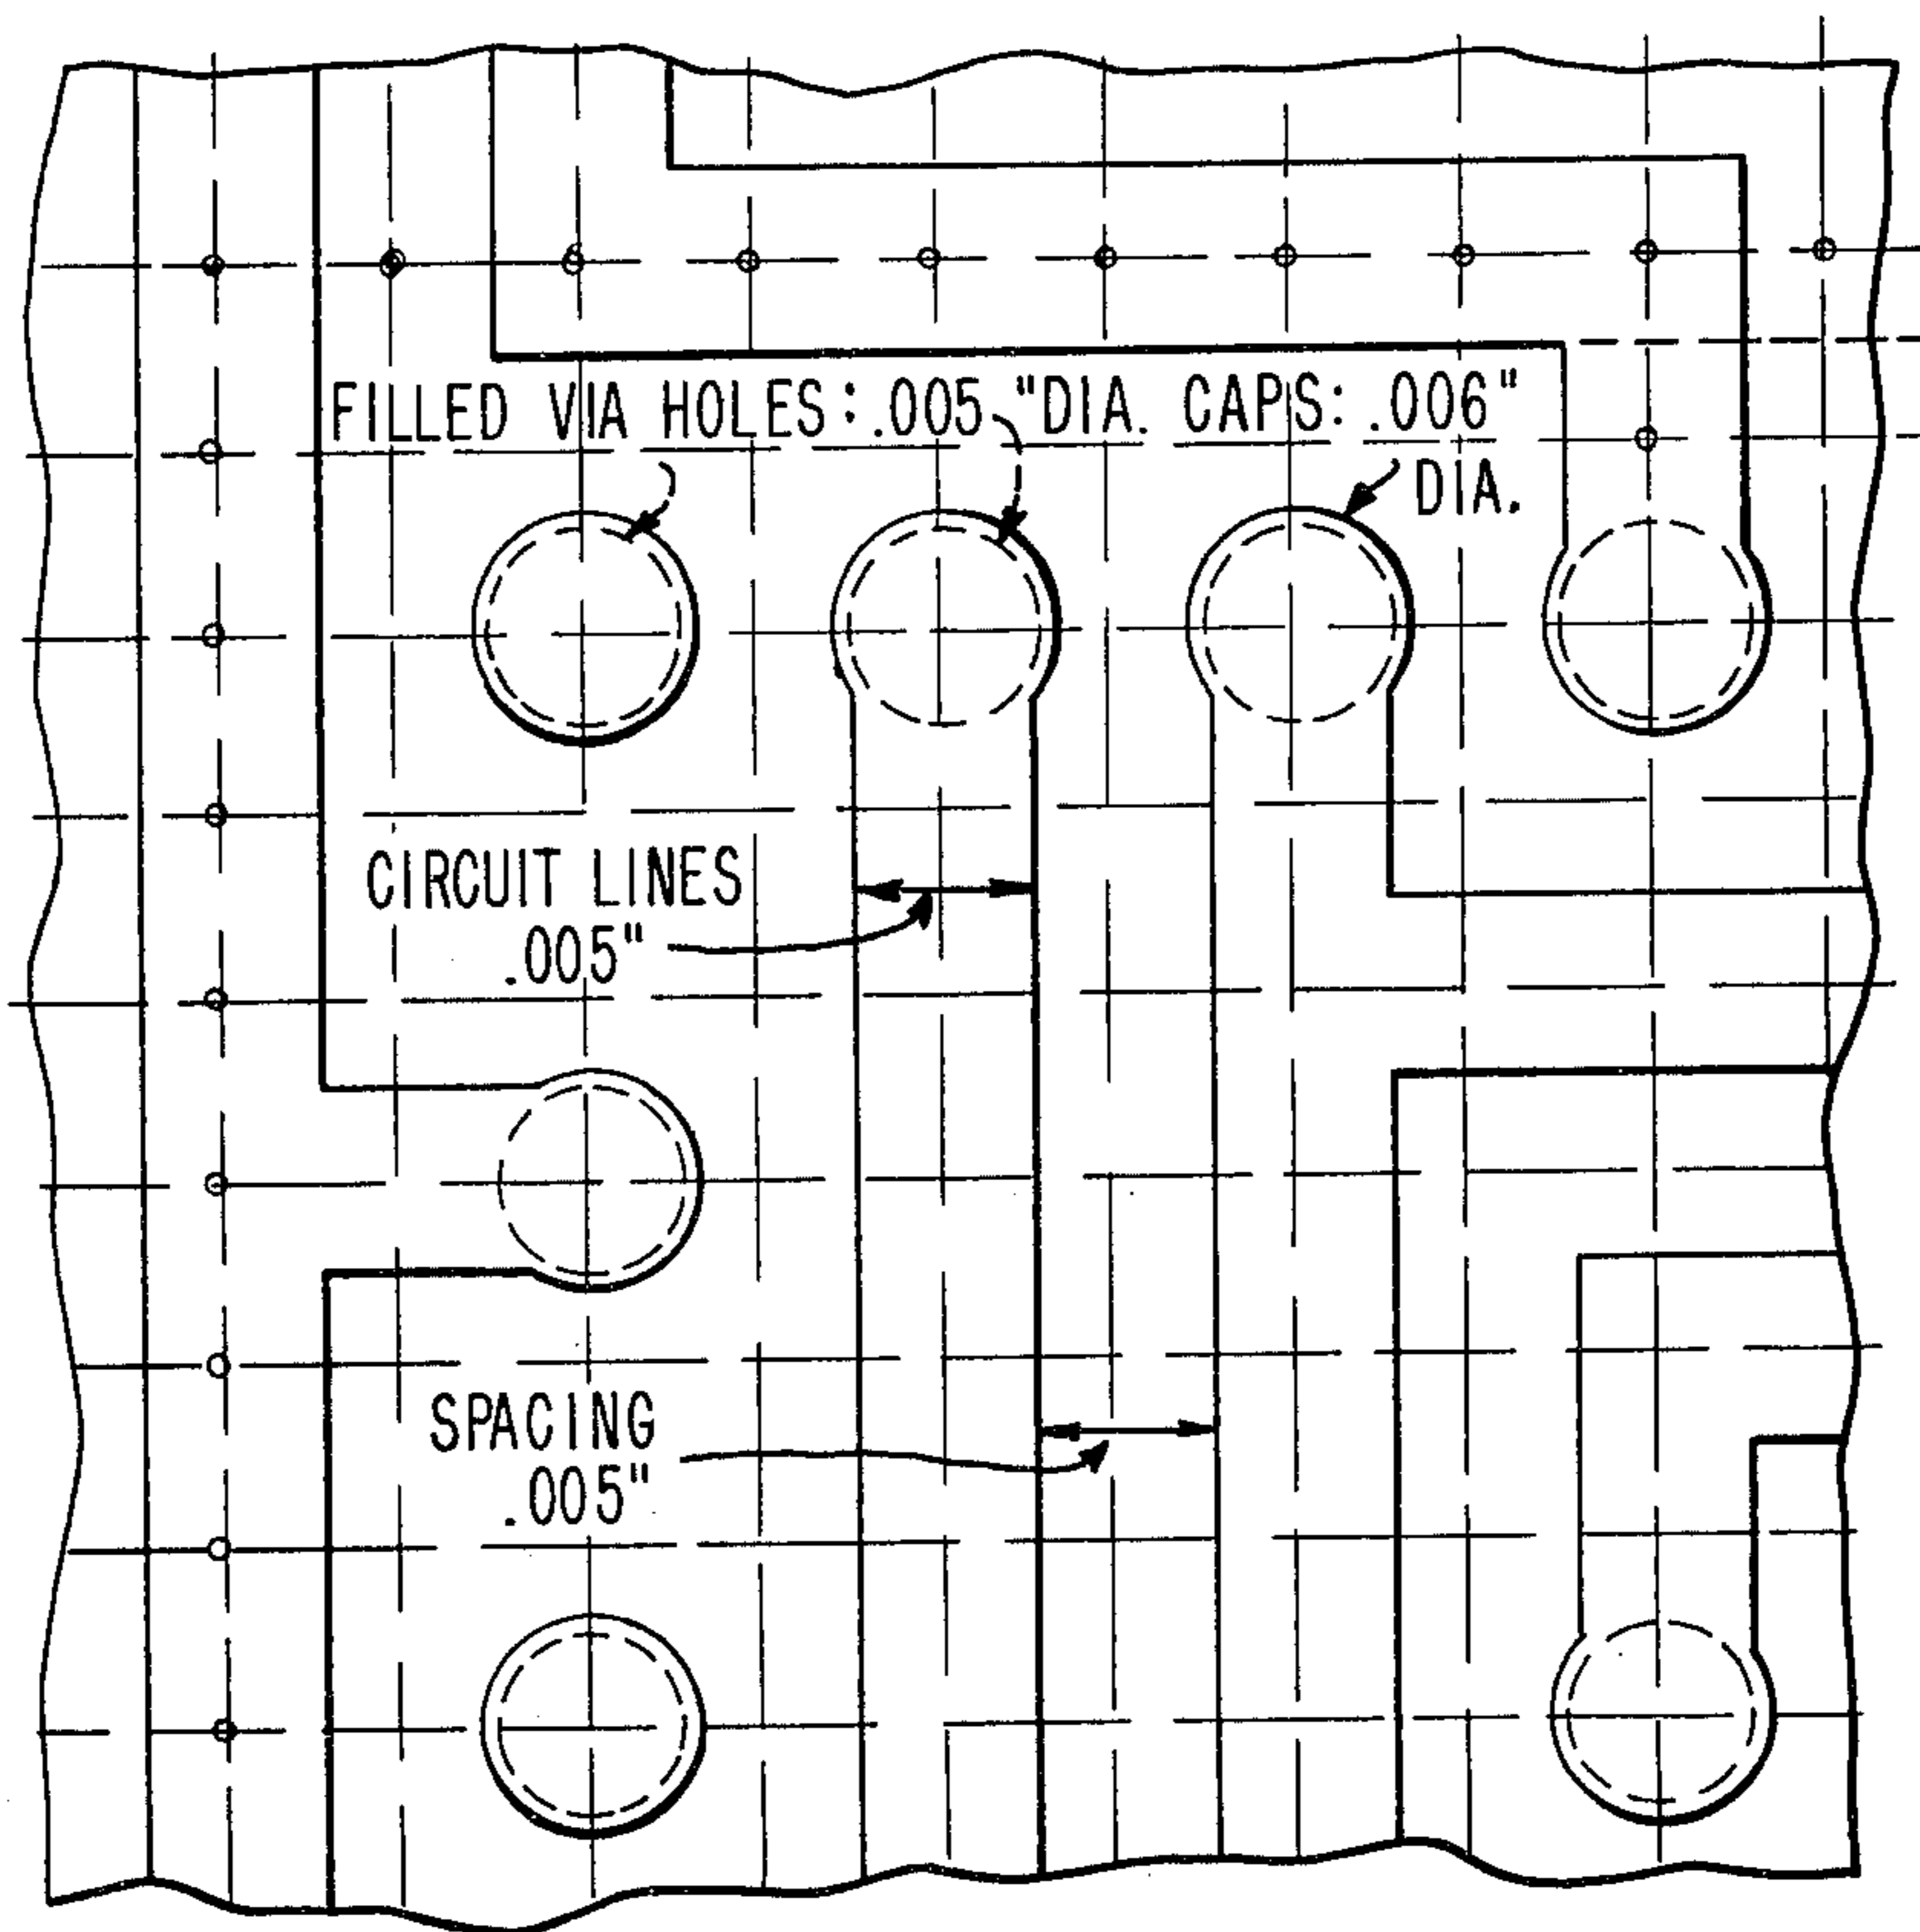 FILLED VIA HOLES: .005 "DIA. CAPS: .006"
DIA.
CIRCUIT LINES
.005"
SPACING
.005"